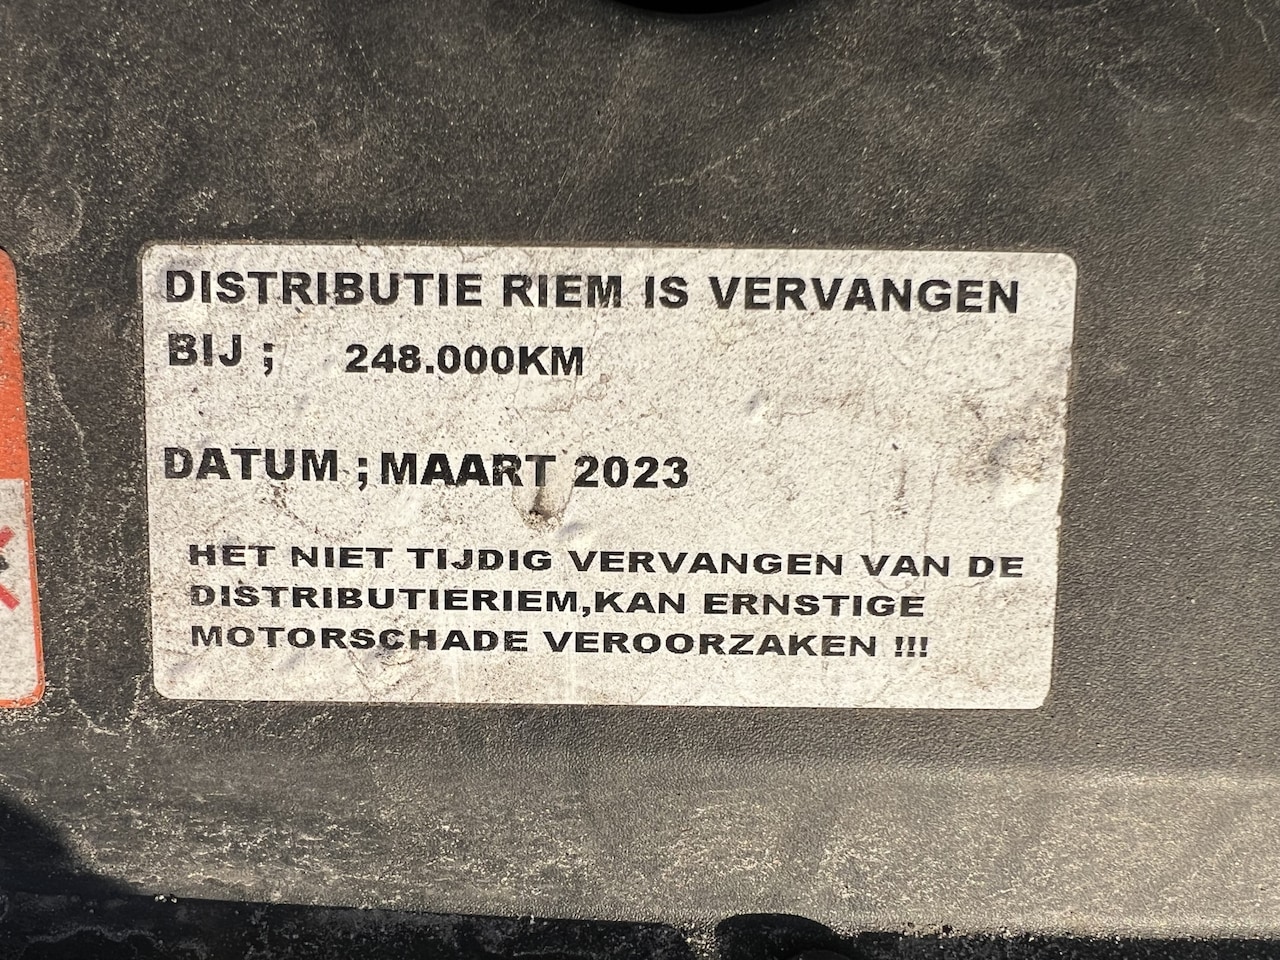 DISTRIBUTIE RIEM IS VERVANGEN
BIJ ; 248.000KM
DATUM ; MAART 2023
HET NIET TIJDIG VERVANGEN VAN DE
DISTRIBUTIERIEM,KAN ERNSTIGE
MOTORSCHADE VEROORZAKEN !!!